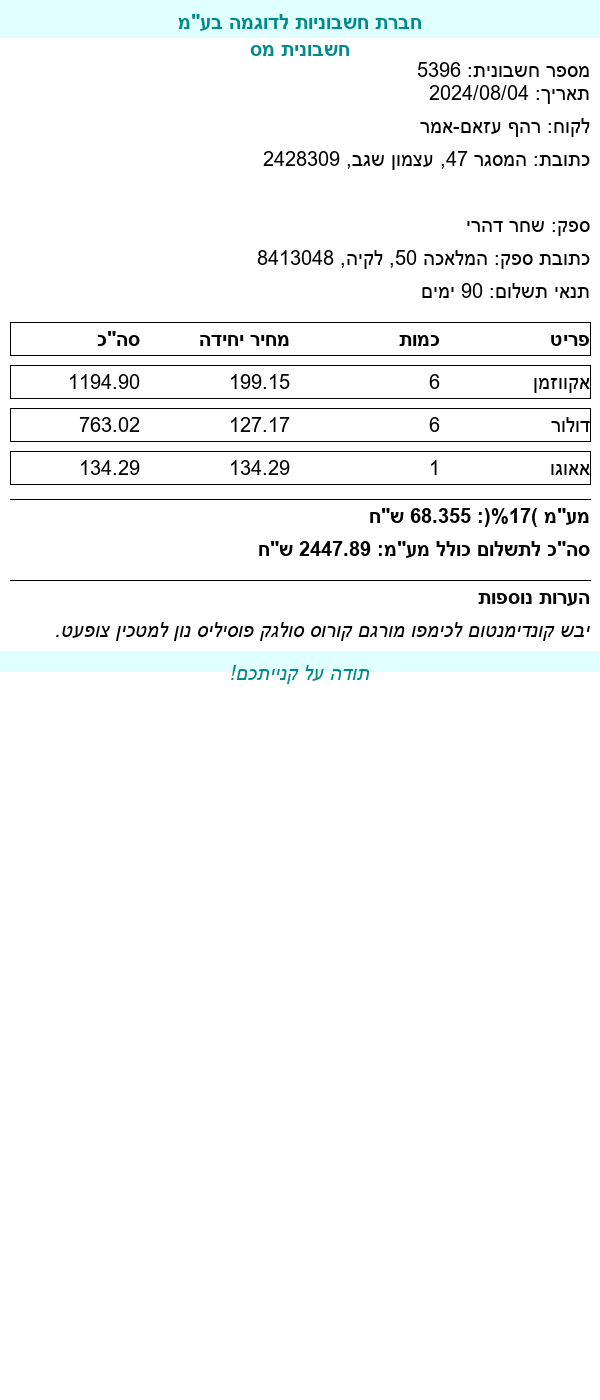 חברת חשבוניות לדוגמה בע"מ
חשבונית מס
מספר חשבונית: 5396
תאריך: 2024/08/04
לקוח: רהף עזאם-אמר
כתובת: המסגר 47, עצמון שגב, 2428309
ספק: שחר דהרי
כתובת ספק: המלאכה 50, לקיה, 8413048
תנאי תשלום: 90 ימים
פריט כמות מחיר יחידה סה"כ
אקווזמן 6 199.15 1194.90
דולור 6 127.17 763.02
אאוגו 1 134.29 134.29
מע"מ )17%(: 68.355 ש"ח
סה"כ לתשלום כולל מע"מ: 2447.89 ש"ח
הערות נוספות
יבש קונדימנטום לכימפו מורגם קורוס סולגק פוסיליס נון למטכין צופעט.
תודה על קנייתכם!